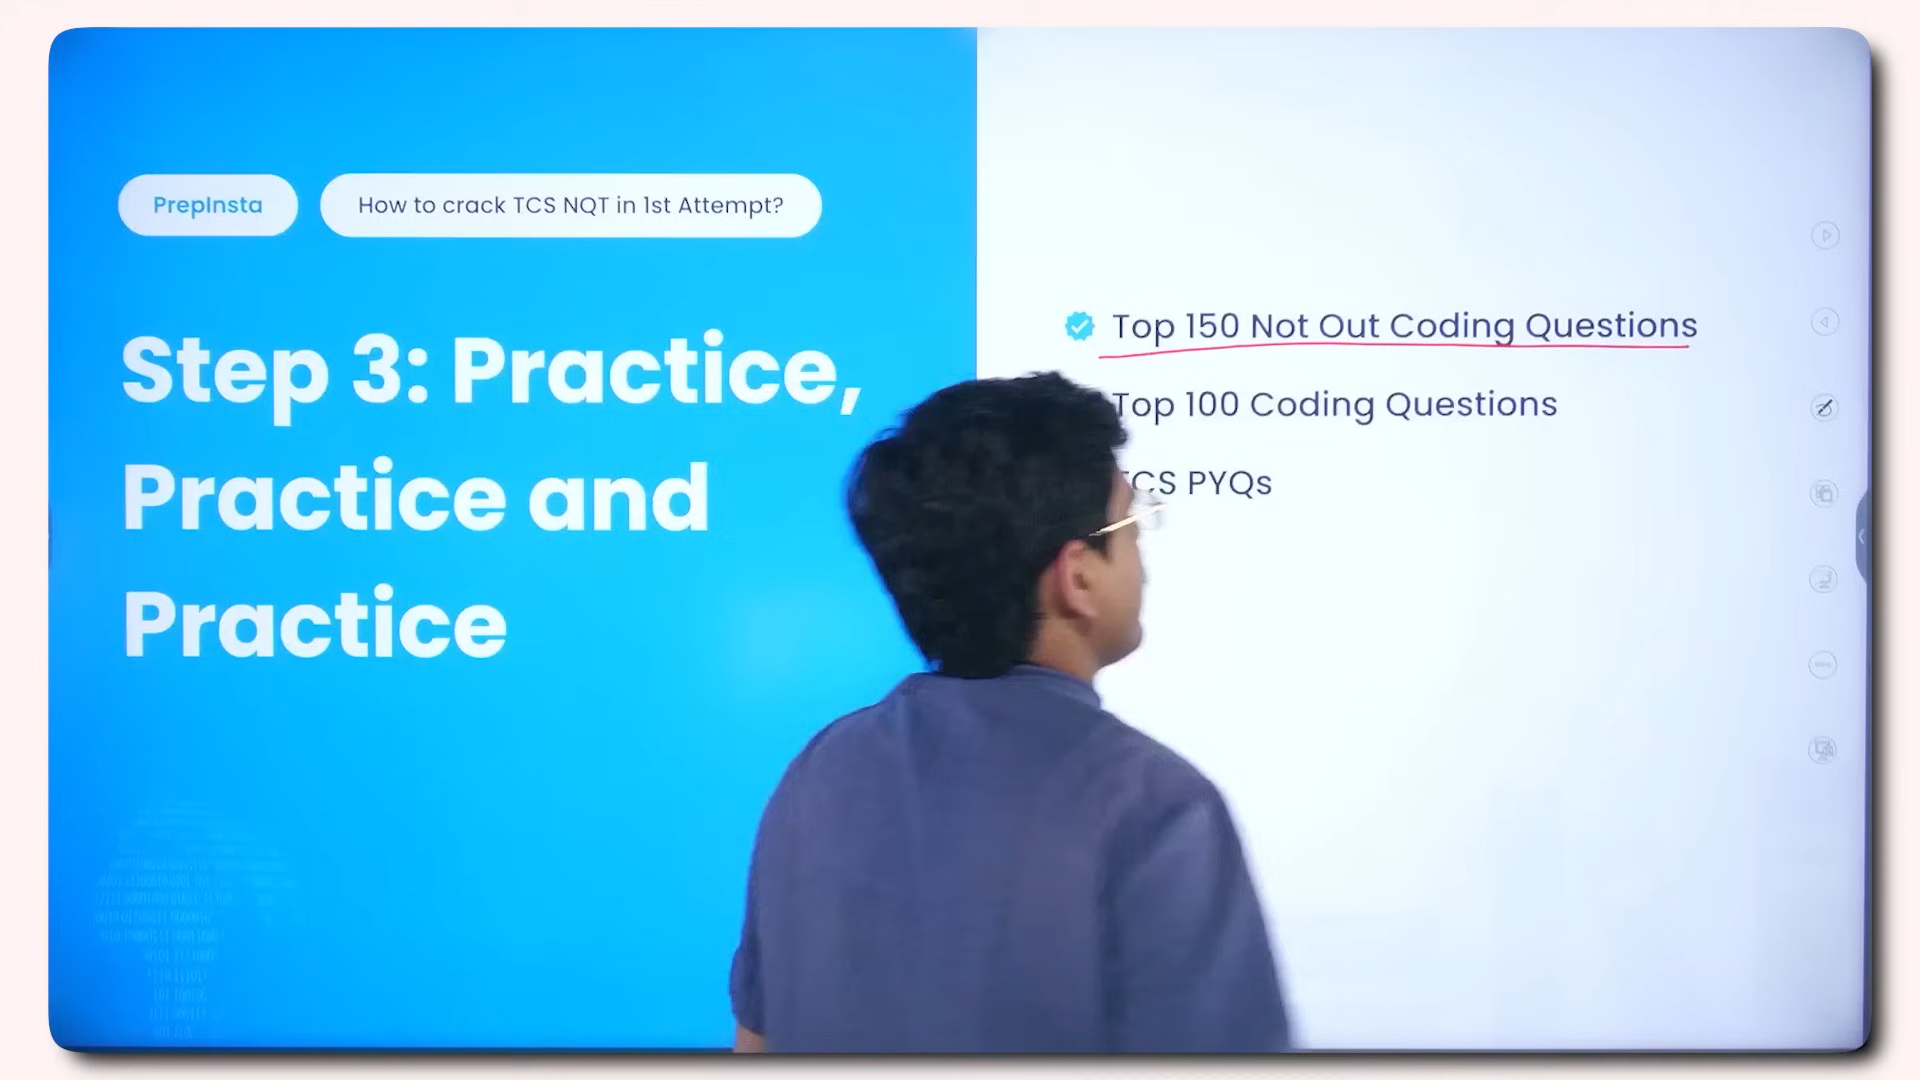 PrepInsta
How to crack TCS NQT in 1st Attempt?
Step 3: Practice,
Practice and
Practice
Top 150 Not Out Coding Questions
Top 100 Coding Questions
TCS PYQs